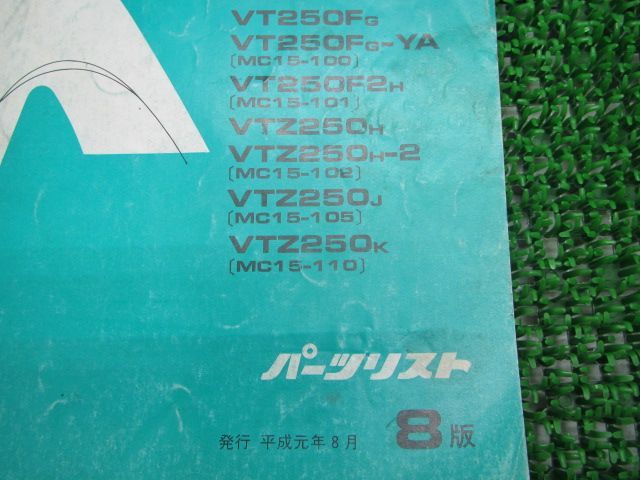 VT250FG
VT250FG-YA
(MC15-100)
VT250F2H
(MC15-101)
VTZ250H
VTZ250H-2
(MC15-102)
VTZ250J
(MC15-105)
VTZ250K
(MC15-110)
パーツリスト
発行 平成元年8月 8版